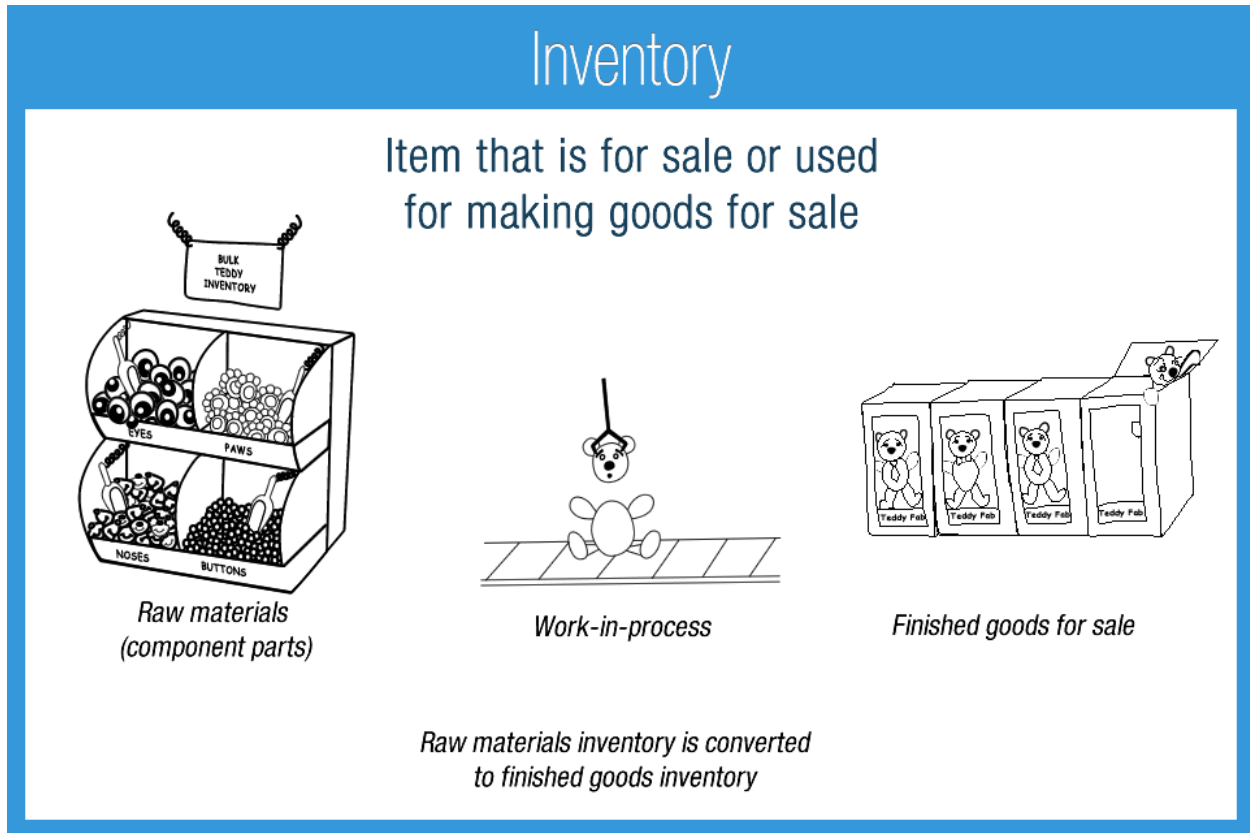 Inventory
Item that is for sale or used
for making goods for sale
BULK
TEDDY
INVENTORY
EYES
PAWS
NOSES
BUTTONS
Raw materials
(component parts)
Work-in-process
Teddy Fab
Teddy Fab
Teddy Fab
Teddy Fab
Finished goods for sale
Raw materials inventory is converted
to finished goods inventory